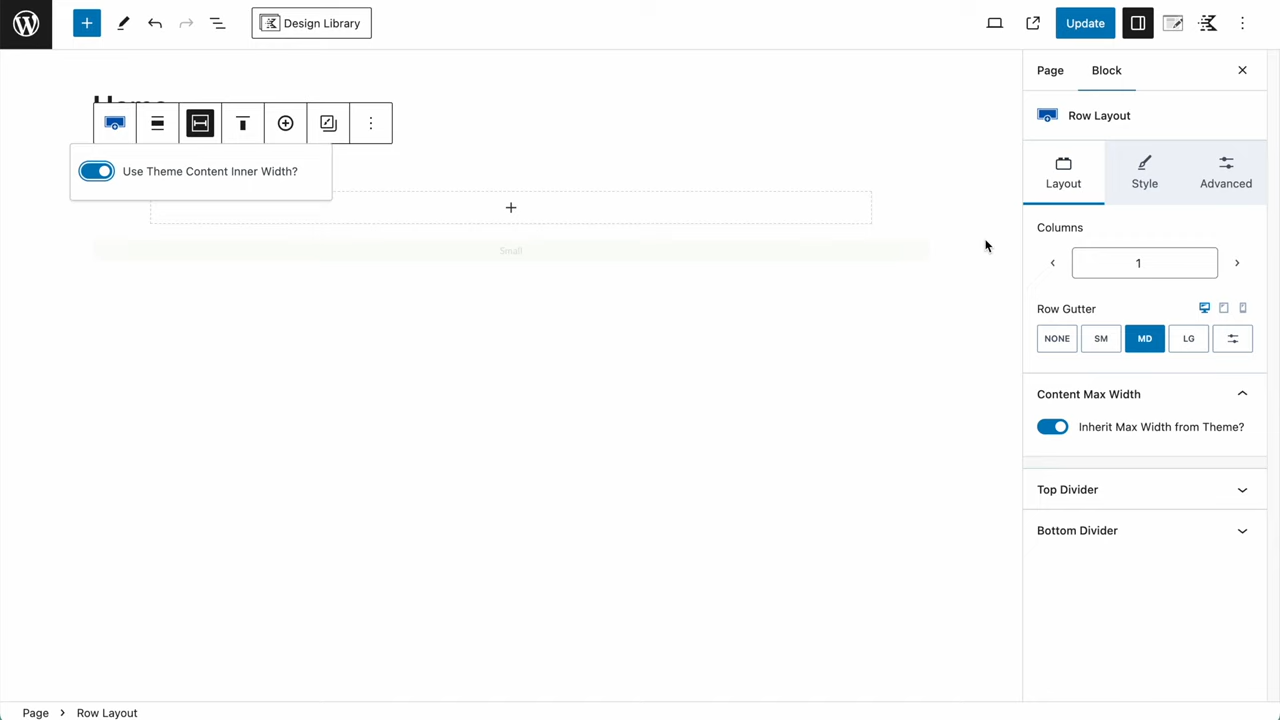 Design Library
Update
Page
Block
Home
Row Layout
Use Theme Content Inner Width?
Layout
Style
Advanced
Small
Columns
1
Row Gutter
NONE
SM
MD
LG
Content Max Width
Inherit Max Width from Theme?
Top Divider
Bottom Divider
Page
Row Layout